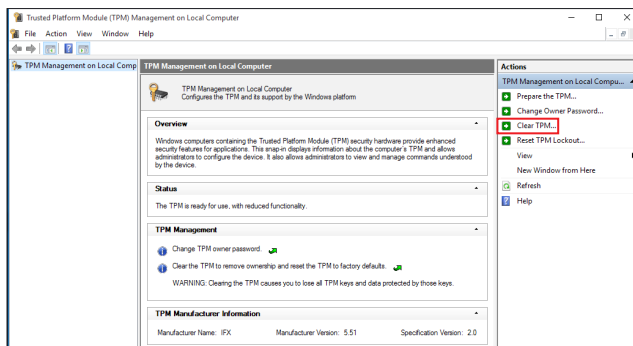 Trusted Platform Module (TPM) Management on Local Computer
File Action View Window Help
TPM Management on Local Comp
TPM Management on Local Computer
TPM Management on Local Computer
Configures the TPM and its support by the Windows platform
Overview
Windows computers containing the Trusted Platform Module (TPM) security hardware provide enhanced
security features for applications. This snap-in displays information about the computer's TPM and allows
administrators to configure the device. It also allows administrators to view and manage commands understood
by the device.
Status
The TPM is ready for use, with reduced functionality.
TPM Management
Change TPM owner password.
Clear the TPM to remove ownership and reset the TPM to factory defaults.
WARNING: Clearing the TPM causes you to lose all TPM keys and data protected by those keys.
TPM Manufacturer Information
Manufacturer Name: IFX Manufacturer Version: 5.51 Specification Version: 2.0
Actions
TPM Management on Local Compu...
Prepare the TPM...
Change Owner Password...
Clear TPM...
Reset TPM Lockout...
View
New Window from Here
Refresh
Help